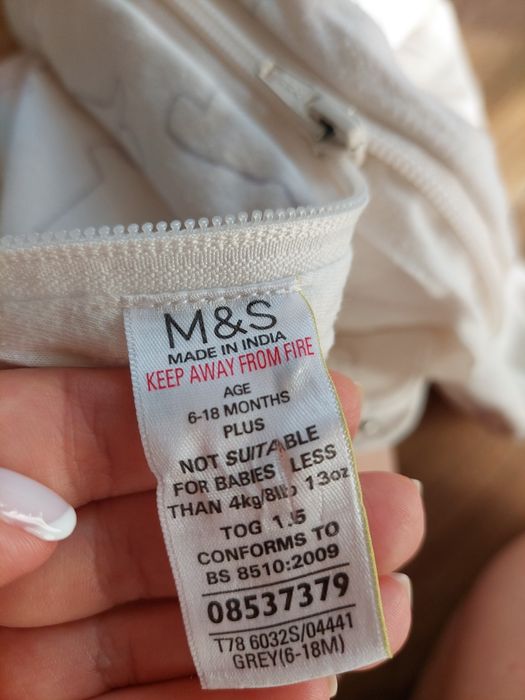 M&S
MADE IN INDIA
KEEP AWAY FROM FIRE
AGE
6-18 MONTHS
PLUS
NOT SUITABLE
FOR BABIES LESS
THAN 4kg/8lb 13oz
TOG 1.5
CONFORMS TO
BS 8510:2009
08537379
T78 6032S/04441
GREY(6-18M)